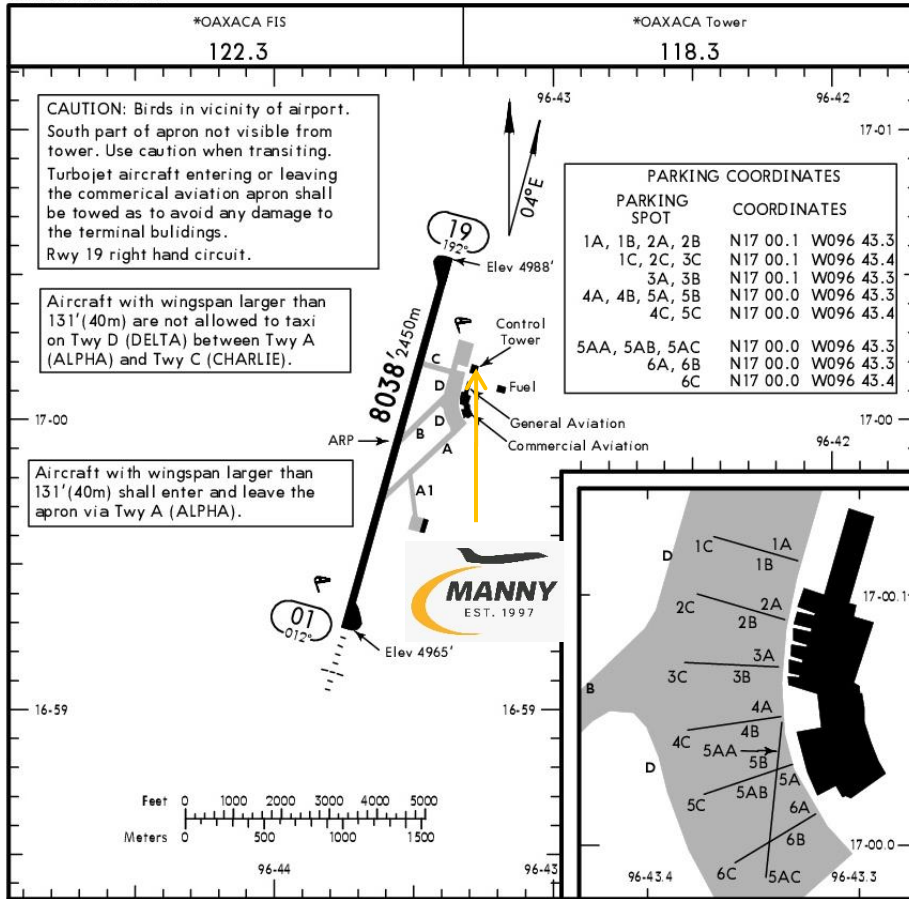 *OAXACA FIS
122.3
*OAXACA Tower
118.3
96-43
96-42
17-01
CAUTION: Birds in vicinity of airport.
South part of apron not visible from
tower. Use caution when transiting.
Turbojet aircraft entering or leaving
the commerical aviation apron shall
be towed as to avoid any damage to
the terminal bulidings.
Rwy 19 right hand circuit.
04°E
PARKING COORDINATES
PARKING SPOT COORDINATES
1A, 1B, 2A, 2B N17 00.1 W096 43.3
1C, 2C, 3C N17 00.1 W096 43.4
3A, 3B N17 00.1 W096 43.3
4A, 4B, 5A, 5B N17 00.0 W096 43.3
4C, 5C N17 00.0 W096 43.4
5AA, 5AB, 5AC N17 00.0 W096 43.3
6A, 6B N17 00.0 W096 43.3
6C N17 00.0 W096 43.4
19
192°
Elev 4988'
Aircraft with wingspan larger than
131'(40m) are not allowed to taxi
on Twy D (DELTA) between Twy A
(ALPHA) and Twy C (CHARLIE).
8038' 2450m
Control
Tower
C
D
Fuel
D
General Aviation
B
Commercial Aviation
ARP
A
17-00
17-00
96-42
Aircraft with wingspan larger than
131'(40m) shall enter and leave the
apron via Twy A (ALPHA).
A1
MANNY
EST. 1997
01
012°
Elev 4965'
16-59
16-59
Feet 0 1000 2000 3000 4000 5000
Meters 0 500 1000 1500
96-44
96-43
D
1C
1A
1B
17-00.1
2C
2A
2B
3C
3A
3B
B
4A
4C
4B
5AA
5B
D
5A
5C
5AB
6A
6B
17-00.0
6C
5AC
96-43.4
96-43.3